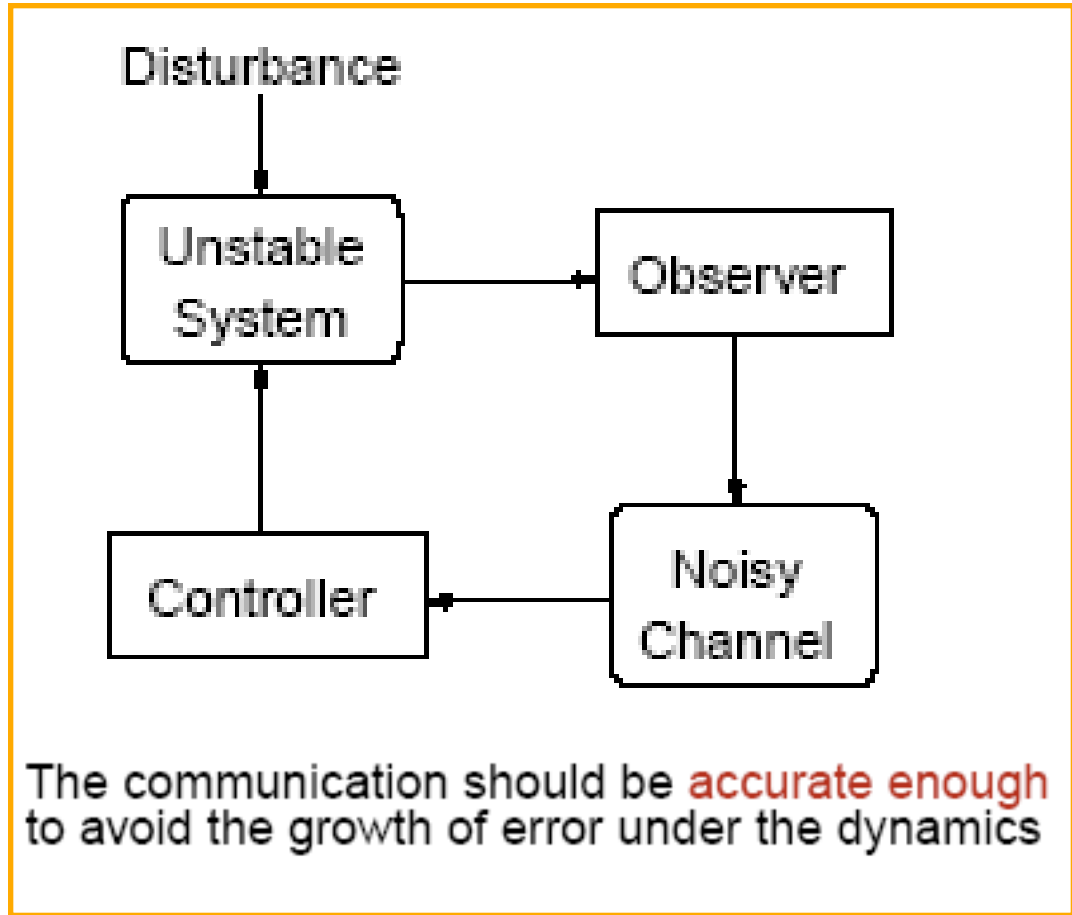 Disturbance
Unstable
System
Observer
Controller
Noisy
Channel
The communication should be accurate enough
to avoid the growth of error under the dynamics